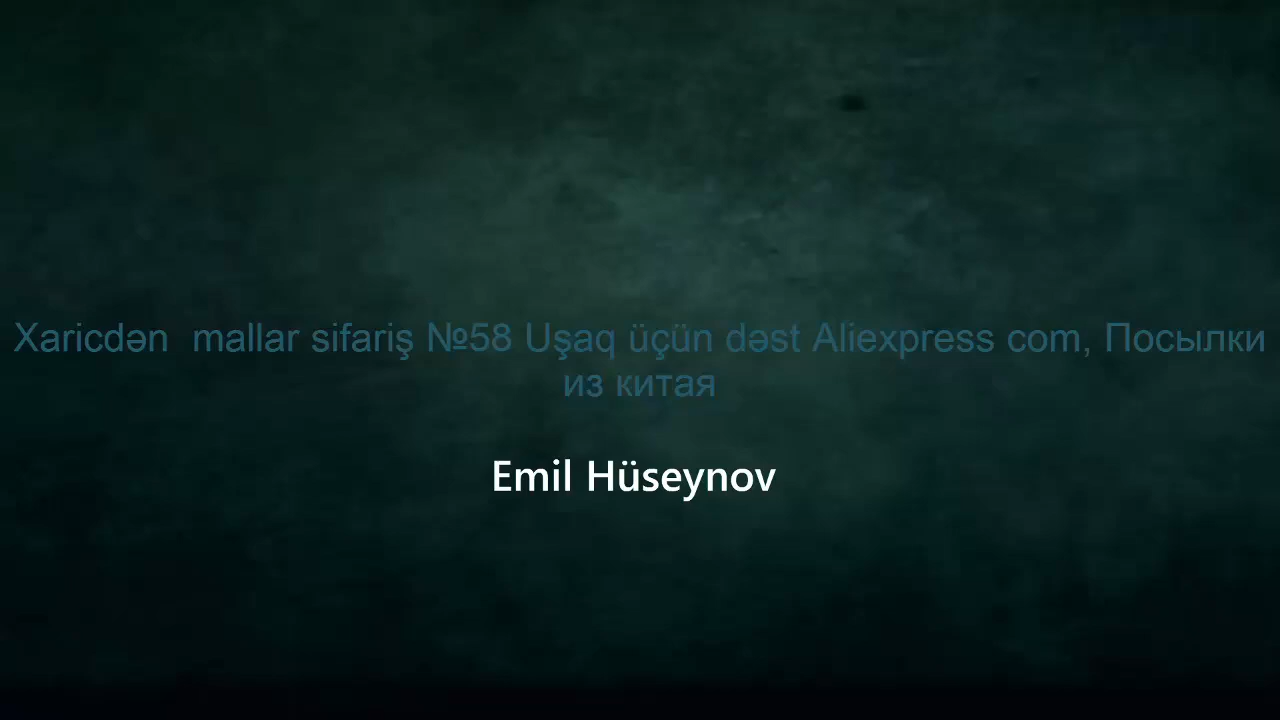 Xaricdən  mallar sifariş №58 Uşaq üçün dəst Aliexpress com, Посылки
из китая
Emil Hüseynov